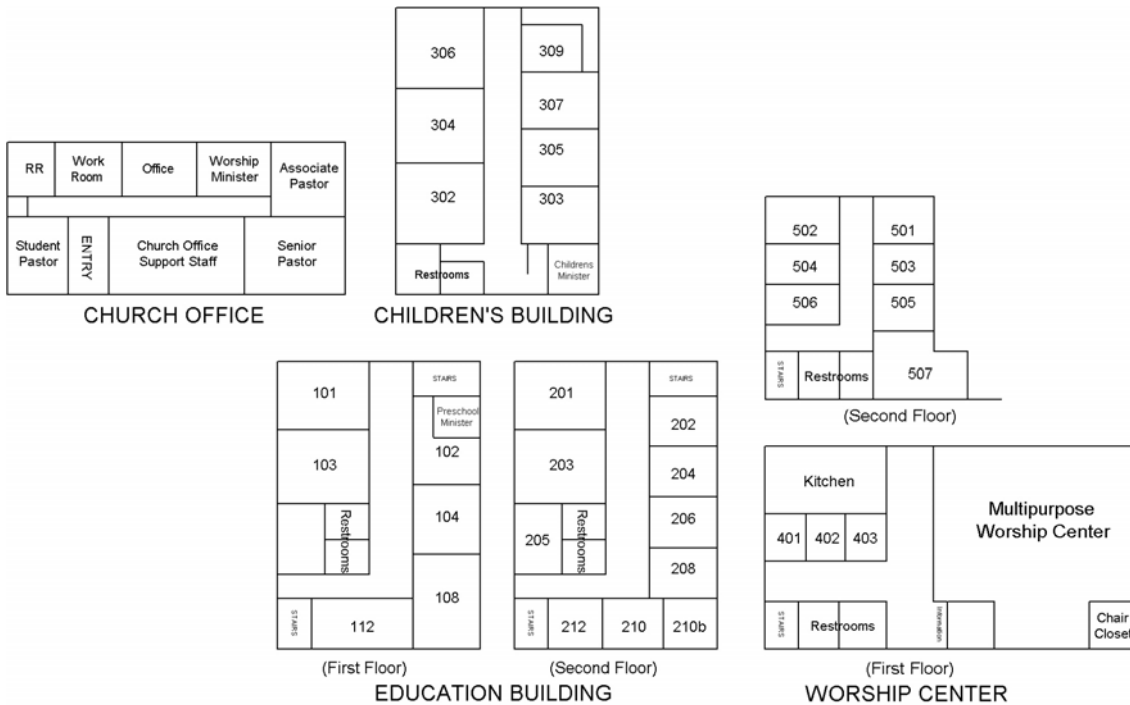 RR
Work
Room
Office
Worship
Minister
Associate
Pastor
Student
Pastor
ENTRY
Church Office
Support Staff
Senior
Pastor
CHURCH OFFICE
306
309
304
307
305
302
303
Restrooms
Childrens
Minister
CHILDREN'S BUILDING
502
501
504
503
506
505
STAIRS
Restrooms
507
(Second Floor)
101
STAIRS
Preschool
Minister
103
102
Restrooms
104
Restrooms
108
STAIRS
112
(First Floor)
201
STAIRS
202
203
204
205
Restrooms
206
Restrooms
208
STAIRS
212
210
210b
(Second Floor)
EDUCATION BUILDING
Kitchen
Multipurpose
Worship Center
401
402
403
STAIRS
Restrooms
Information
Chair
Closet
(First Floor)
WORSHIP CENTER